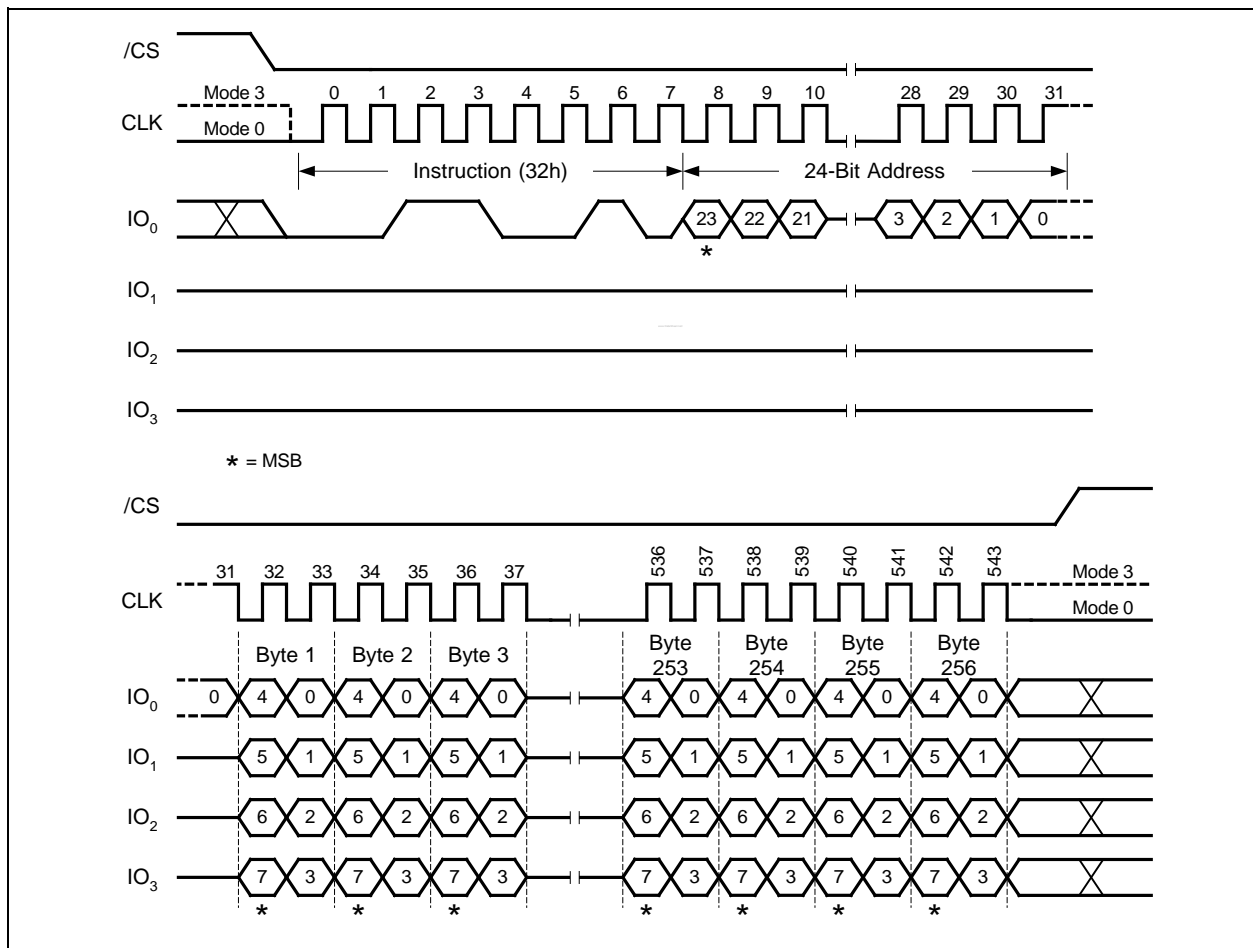 /CS
Mode 3 0 1 2 3 4 5 6 7 8 9 10 28 29 30 31
CLK
Mode 0
Instruction (32h) 24-Bit Address
IO0 23 22 21 3 2 1 0
*
IO1
IO2
IO3
* = MSB
/CS
31 32 33 34 35 36 37 536 537 538 539 540 541 542 543
Mode 3
CLK
Mode 0
Byte 1 Byte 2 Byte 3 Byte 253 Byte 254 Byte 255 Byte 256
IO0 0 4 0 4 0 4 0 4 0 4 0 4 0 4 0
IO1 5 1 5 1 5 1 5 1 5 1 5 1 5 1
IO2 6 2 6 2 6 2 6 2 6 2 6 2 6 2
IO3 7 3 7 3 7 3 7 3 7 3 7 3 7 3
* * * * * * *